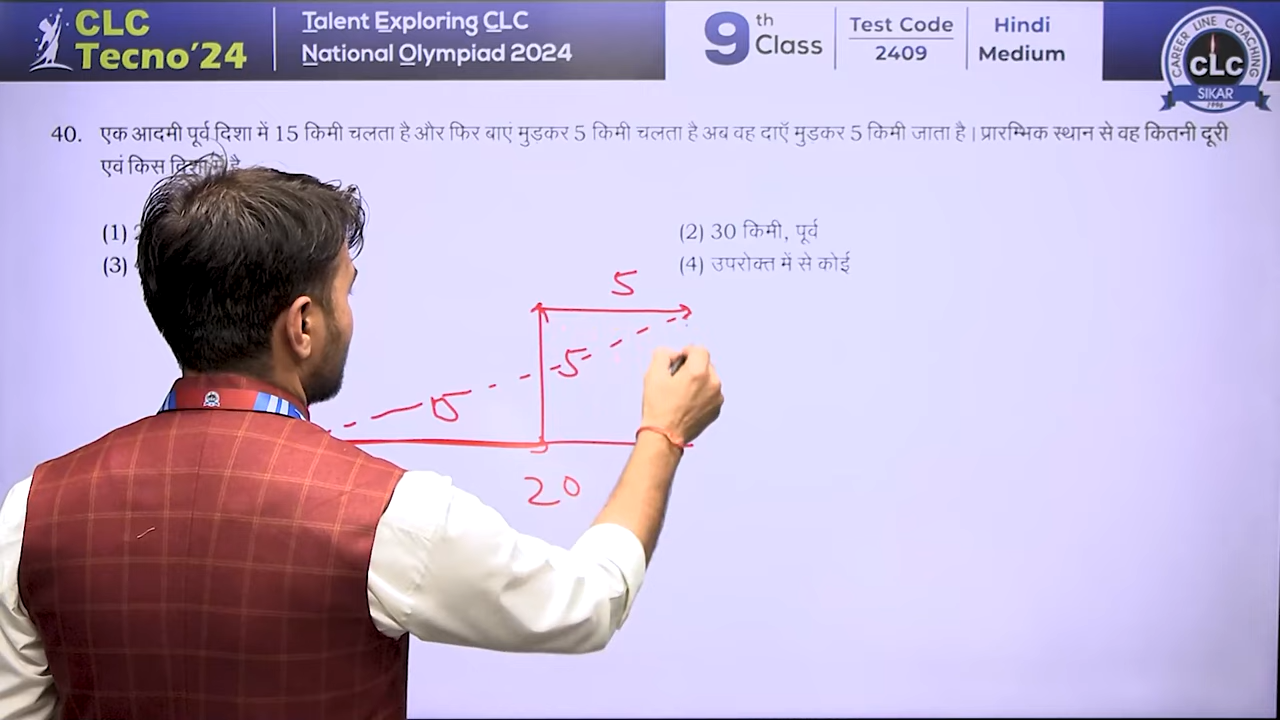 CLC
Tecno'24
Talent Exploring CLC
National Olympiad 2024
9th Class
Test Code
2409
Hindi
Medium
CAREER LINE COACHING
CLC
SIKAR
1996
40. एक आदमी पूर्व दिशा में 15 किमी चलता है और फिर बाएं मुड़कर 5 किमी चलता है अब वह दाएँ मुड़कर 5 किमी जाता है। प्रारम्भिक स्थान से वह कितनी दूरी
एवं किस दिशा में है
(1)
(2) 30 किमी, पूर्व
(3)
(4) उपरोक्त में से कोई
5
5
15
20